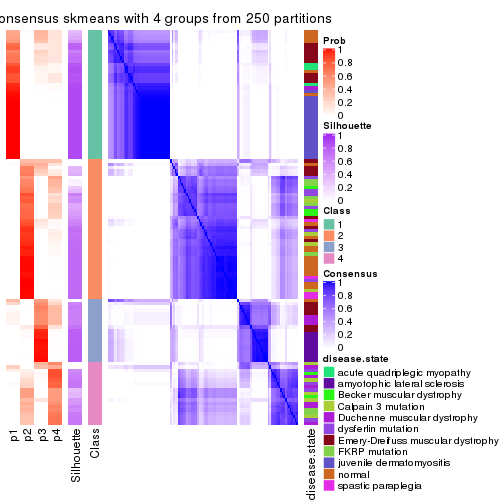 onsensus skmeans with 4 groups from 250 partitions
Prob
1
0.8
0.6
0.4
0.2
0
Silhouette
1
0.8
0.6
0.4
0.2
0
Class
1
2
3
4
Consensus
1
0.8
0.6
0.4
0.2
0
disease.state
acute quadriplegic myopathy
amyotophic lateral sclerosis
Becker muscular dystrophy
Calpain 3 mutation
Duchenne muscular dystrophy
dysferlin mutation
Emery-Dreifuss muscular dystrophy
FKRP mutation
juvenile dermatomyositis
normal
spastic paraplegia
p1
p2
p3
p4
Silhouette
Class
disease.state